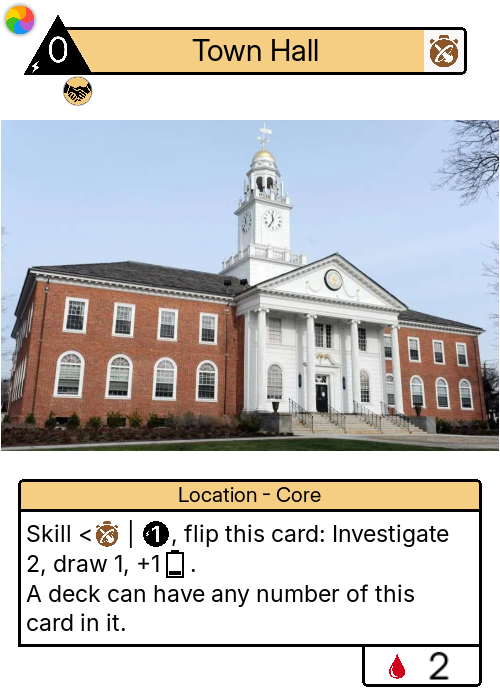 0
Town Hall
Location - Core
Skill < | 1, flip this card: Investigate
2, draw 1, +1 .
A deck can have any number of this
card in it.
2